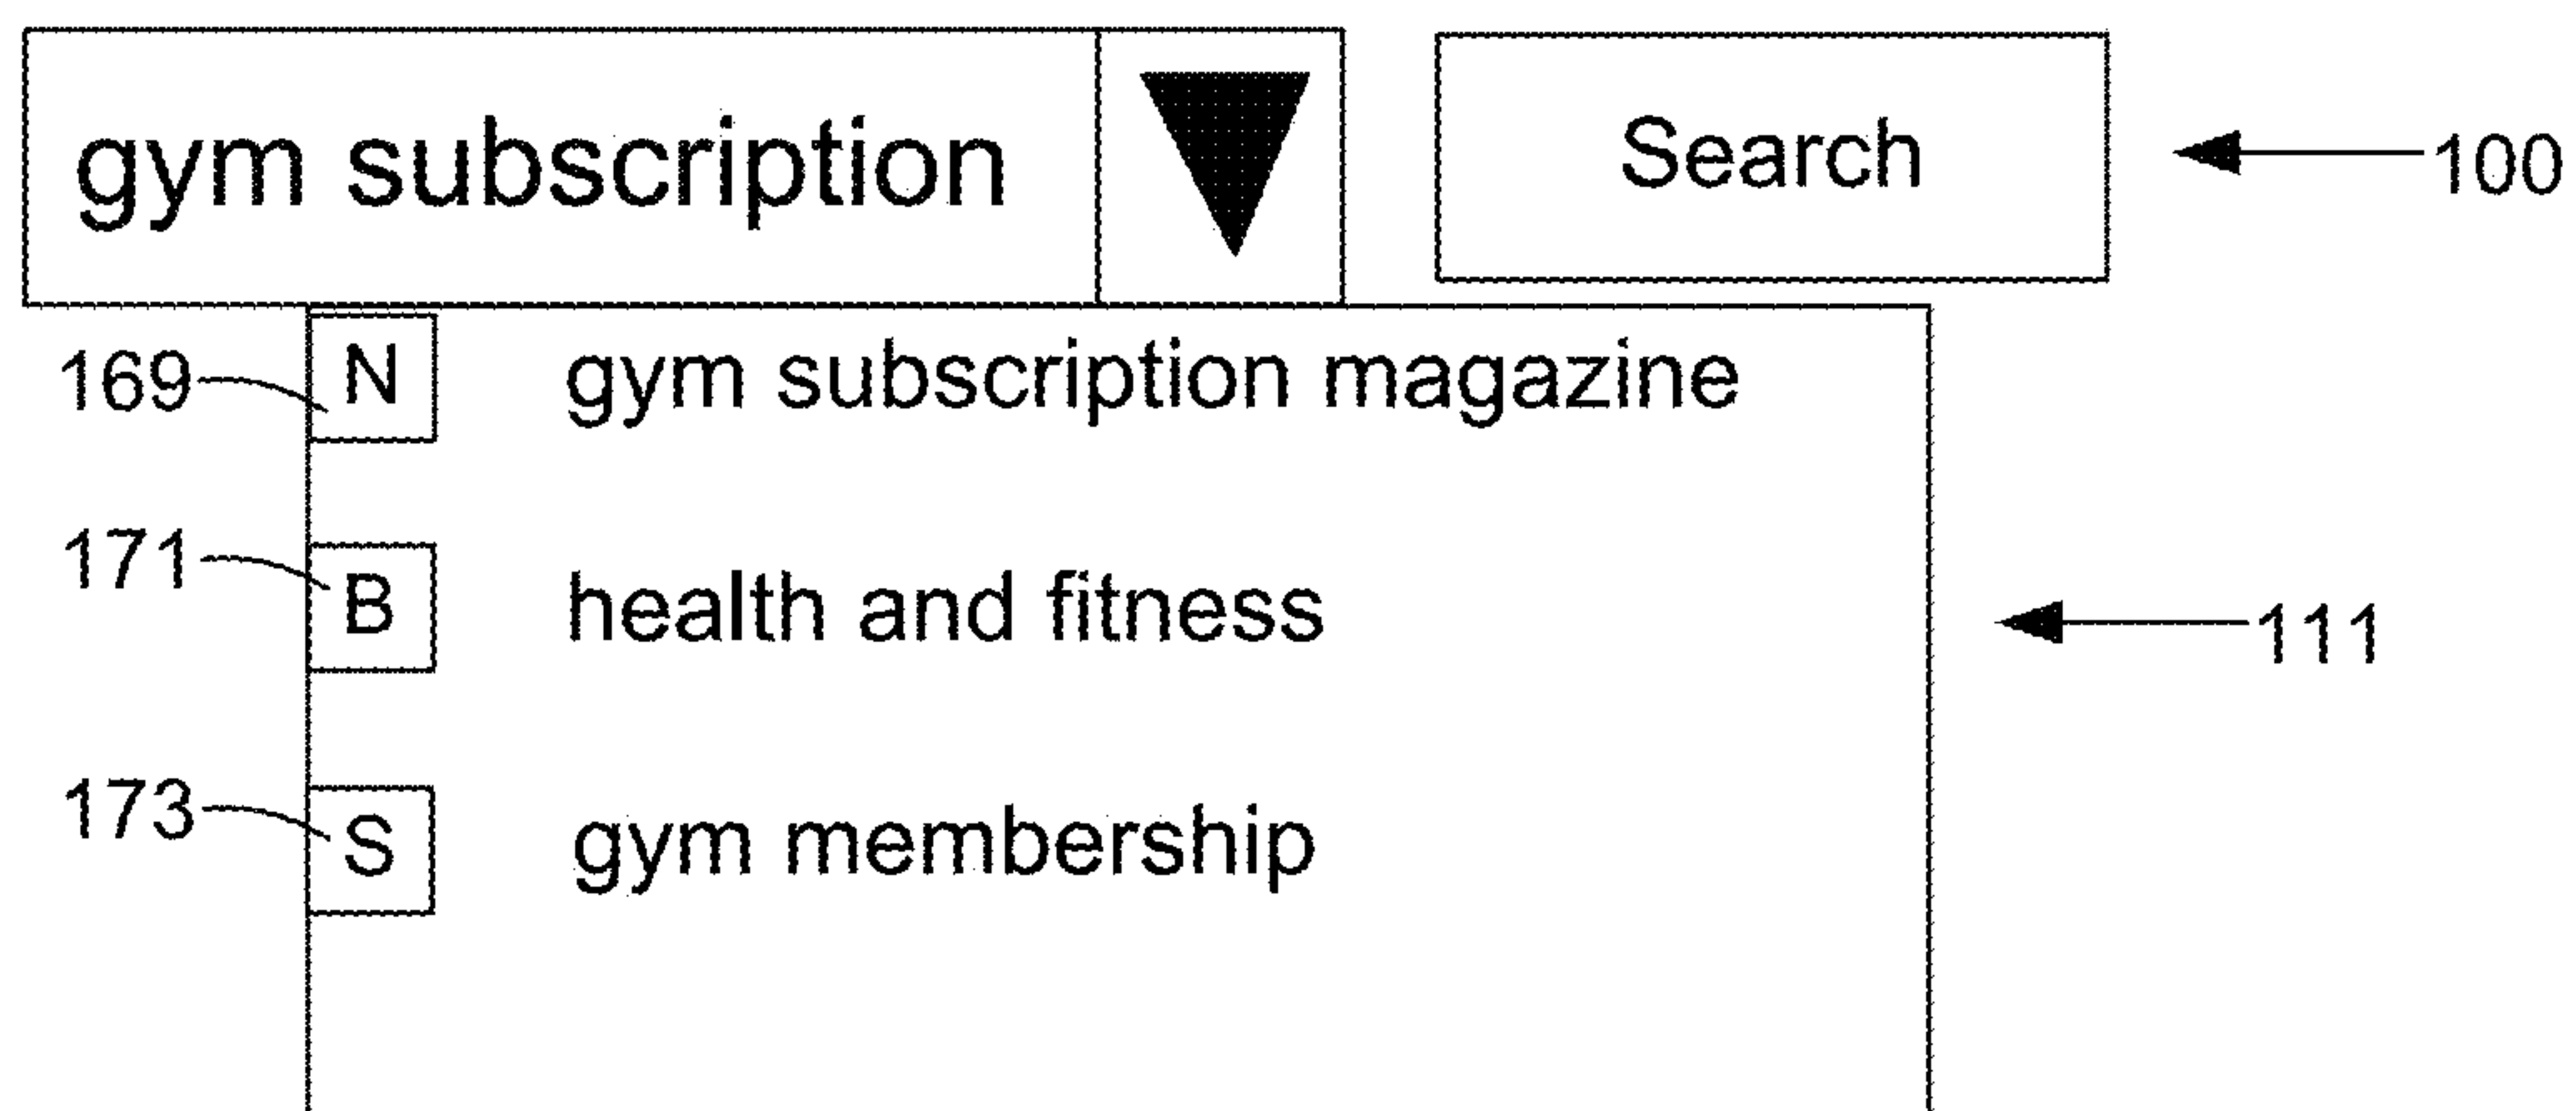 gym subscription Search 100
169 N gym subscription magazine
171 B health and fitness
111
173 S gym membership